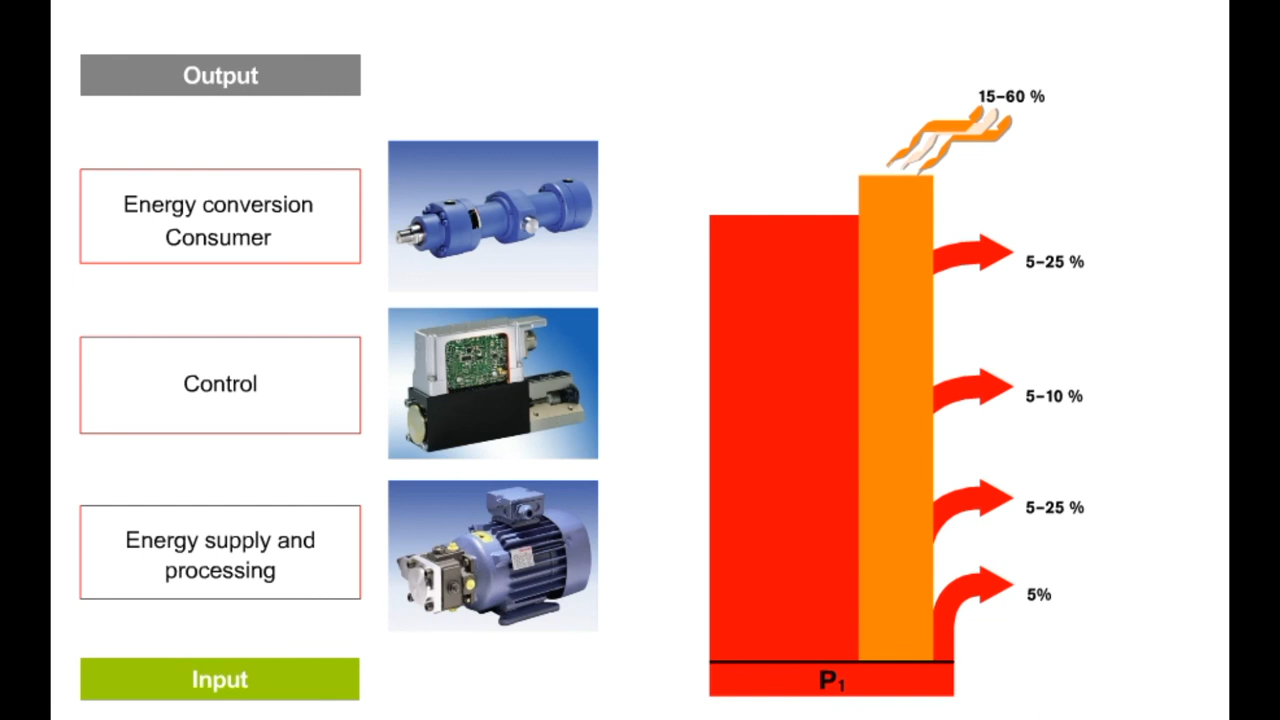 Output
Energy conversion
Consumer
Control
Energy supply and
processing
Input
15–60 %
5–25 %
5–10 %
5–25 %
5%
P₁